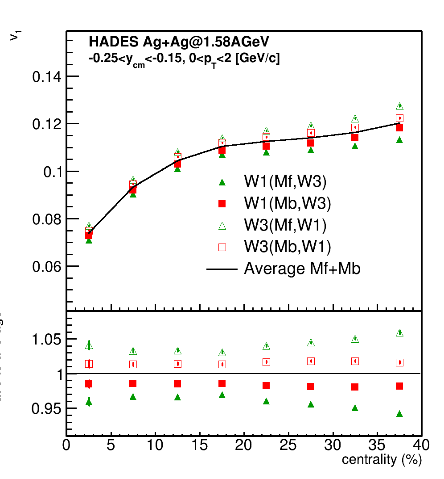 v1
HADES Ag+Ag@1.58AGeV
-0.25<ycm<-0.15, 0<pT<2 [GeV/c]
0.14
0.12
0.1
0.08
0.06
W1(Mf,W3)
W1(Mb,W3)
W3(Mf,W1)
W3(Mb,W1)
Average Mf+Mb
1.05
1
0.95
0 5 10 15 20 25 30 35 40
centrality (%)